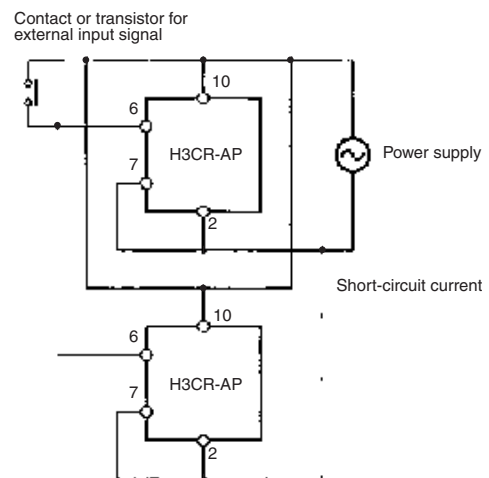 Contact or transistor for
external input signal
10
6
H3CR-AP
Power supply
7
2
Short-circuit current
10
6
H3CR-AP
7
2